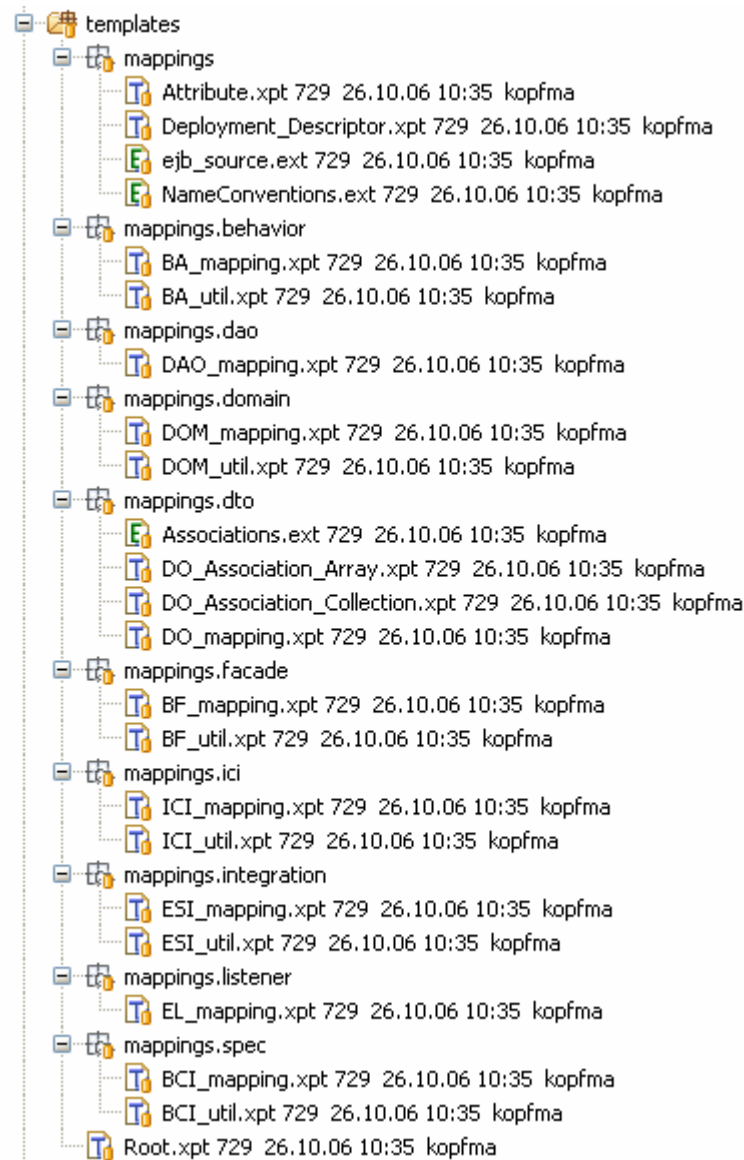 templates
mappings
Attribute.xpt 729 26.10.06 10:35 kopfma
Deployment_Descriptor.xpt 729 26.10.06 10:35 kopfma
ejb_source.ext 729 26.10.06 10:35 kopfma
NameConventions.ext 729 26.10.06 10:35 kopfma
mappings.behavior
BA_mapping.xpt 729 26.10.06 10:35 kopfma
BA_util.xpt 729 26.10.06 10:35 kopfma
mappings.dao
DAO_mapping.xpt 729 26.10.06 10:35 kopfma
mappings.domain
DOM_mapping.xpt 729 26.10.06 10:35 kopfma
DOM_util.xpt 729 26.10.06 10:35 kopfma
mappings.dto
Associations.ext 729 26.10.06 10:35 kopfma
DO_Association_Array.xpt 729 26.10.06 10:35 kopfma
DO_Association_Collection.xpt 729 26.10.06 10:35 kopfma
DO_mapping.xpt 729 26.10.06 10:35 kopfma
mappings.facade
BF_mapping.xpt 729 26.10.06 10:35 kopfma
BF_util.xpt 729 26.10.06 10:35 kopfma
mappings.ici
ICI_mapping.xpt 729 26.10.06 10:35 kopfma
ICI_util.xpt 729 26.10.06 10:35 kopfma
mappings.integration
ESI_mapping.xpt 729 26.10.06 10:35 kopfma
ESI_util.xpt 729 26.10.06 10:35 kopfma
mappings.listener
EL_mapping.xpt 729 26.10.06 10:35 kopfma
mappings.spec
BCI_mapping.xpt 729 26.10.06 10:35 kopfma
BCI_util.xpt 729 26.10.06 10:35 kopfma
Root.xpt 729 26.10.06 10:35 kopfma